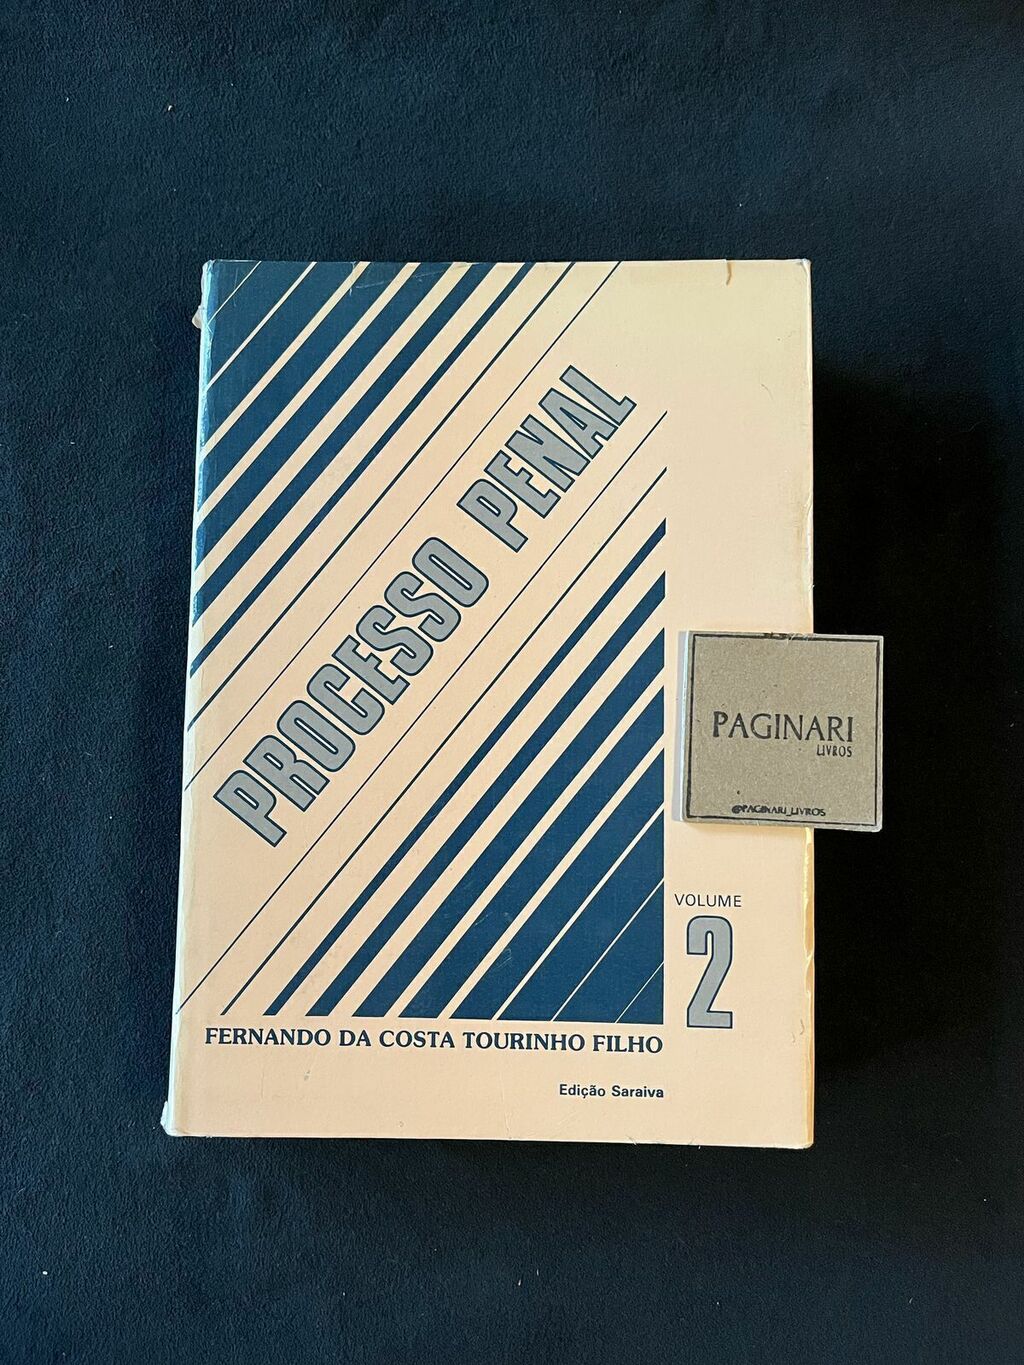 PROCESSO PENAL
PAGINARI
LIVROS
@PAGINARI_LIVROS
VOLUME
2
FERNANDO DA COSTA TOURINHO FILHO
Edição Saraiva